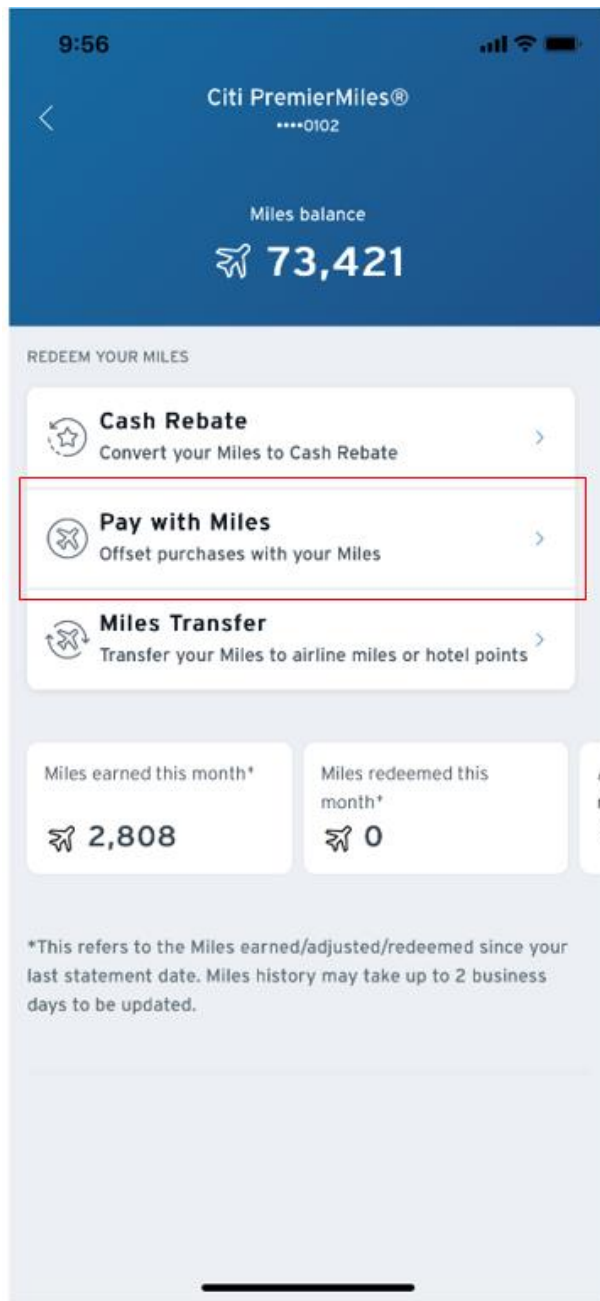 9:56
Citi PremierMiles®
••••0102
Miles balance
73,421
REDEEM YOUR MILES
Cash Rebate
Convert your Miles to Cash Rebate
Pay with Miles
Offset purchases with your Miles
Miles Transfer
Transfer your Miles to airline miles or hotel points
Miles earned this month*
2,808
Miles redeemed this
month*
0
*This refers to the Miles earned/adjusted/redeemed since your
last statement date. Miles history may take up to 2 business
days to be updated.